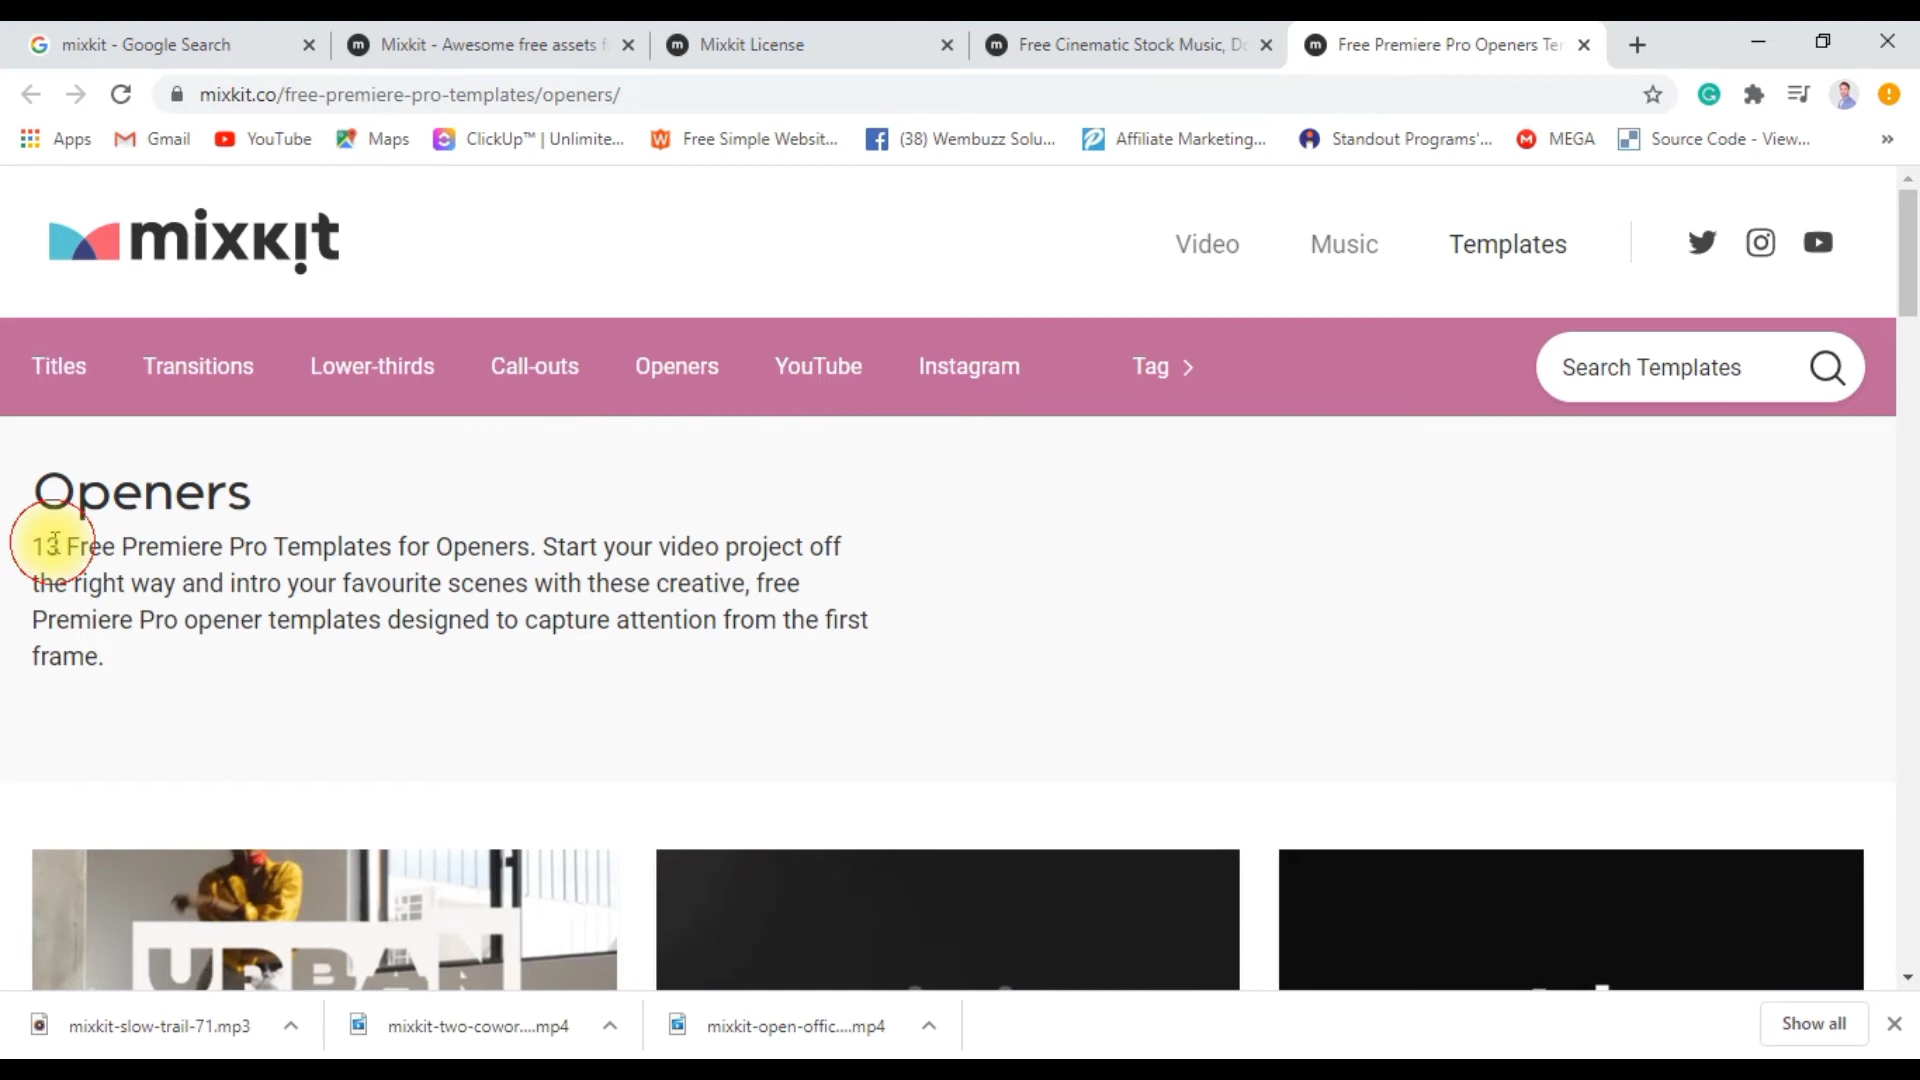 mixkit - Google Search
Mixkit - Awesome free assets f
Mixkit License
Free Cinematic Stock Music, Do
Free Premiere Pro Openers Ter
mixkit.co/free-premiere-pro-templates/openers/
Apps
Gmail
YouTube
Maps
ClickUp™ | Unlimite...
Free Simple Websit...
(38) Wembuzz Solu...
Affiliate Marketing...
Standout Programs'...
MEGA
Source Code - View...
»
mixkit
Video
Music
Templates
Titles
Transitions
Lower-thirds
Call-outs
Openers
YouTube
Instagram
Tag
Search Templates
Openers
13 Free Premiere Pro Templates for Openers. Start your video project off
the right way and intro your favourite scenes with these creative, free
Premiere Pro opener templates designed to capture attention from the first
frame.
URBAN
mixkit-slow-trail-71.mp3
mixkit-two-cowor....mp4
mixkit-open-offic....mp4
Show all